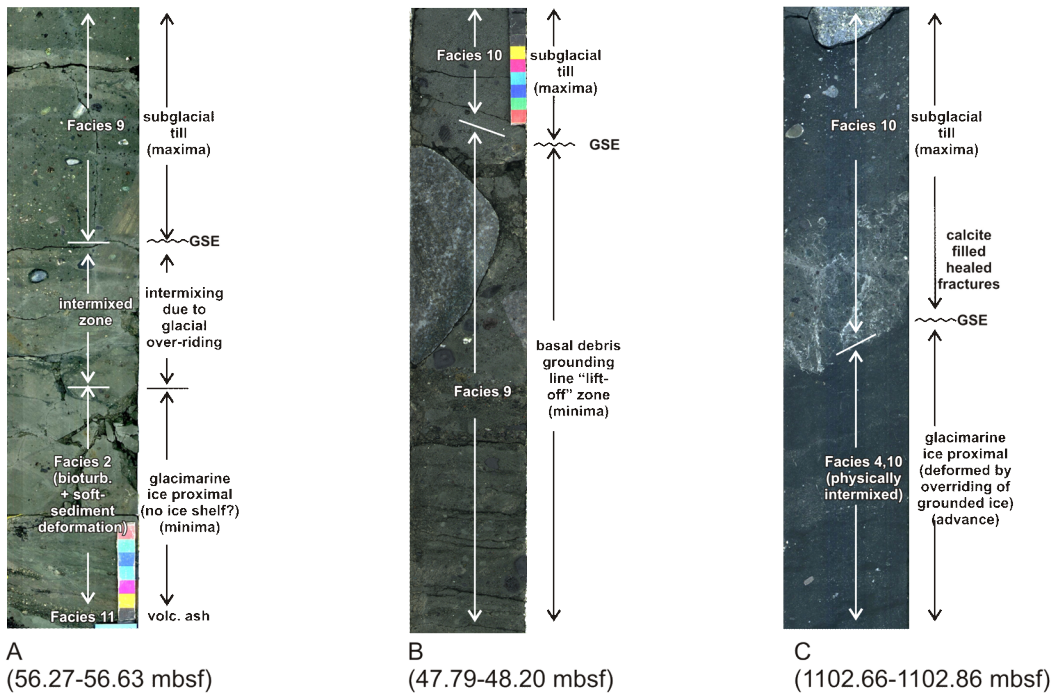 Facies 9
subglacial
till
(maxima)
GSE
intermixed
zone
intermixing
due to
glacial
over-riding
Facies 2
(bioturb.
+ soft-
sediment
deformation)
glacimarine
ice proximal
(no ice shelf?)
(minima)
Facies 11
volc. ash
A
(56.27-56.63 mbsf)
Facies 10
subglacial
till
(maxima)
GSE
Facies 9
basal debris
grounding
line “lift-
off” zone
(minima)
B
(47.79-48.20 mbsf)
Facies 10
subglacial
till
(maxima)
calcite
filled
healed
fractures
GSE
Facies 4,10
(physically
intermixed)
glacimarine
ice proximal
(deformed by
overriding of
grounded ice)
(advance)
C
(1102.66-1102.86 mbsf)